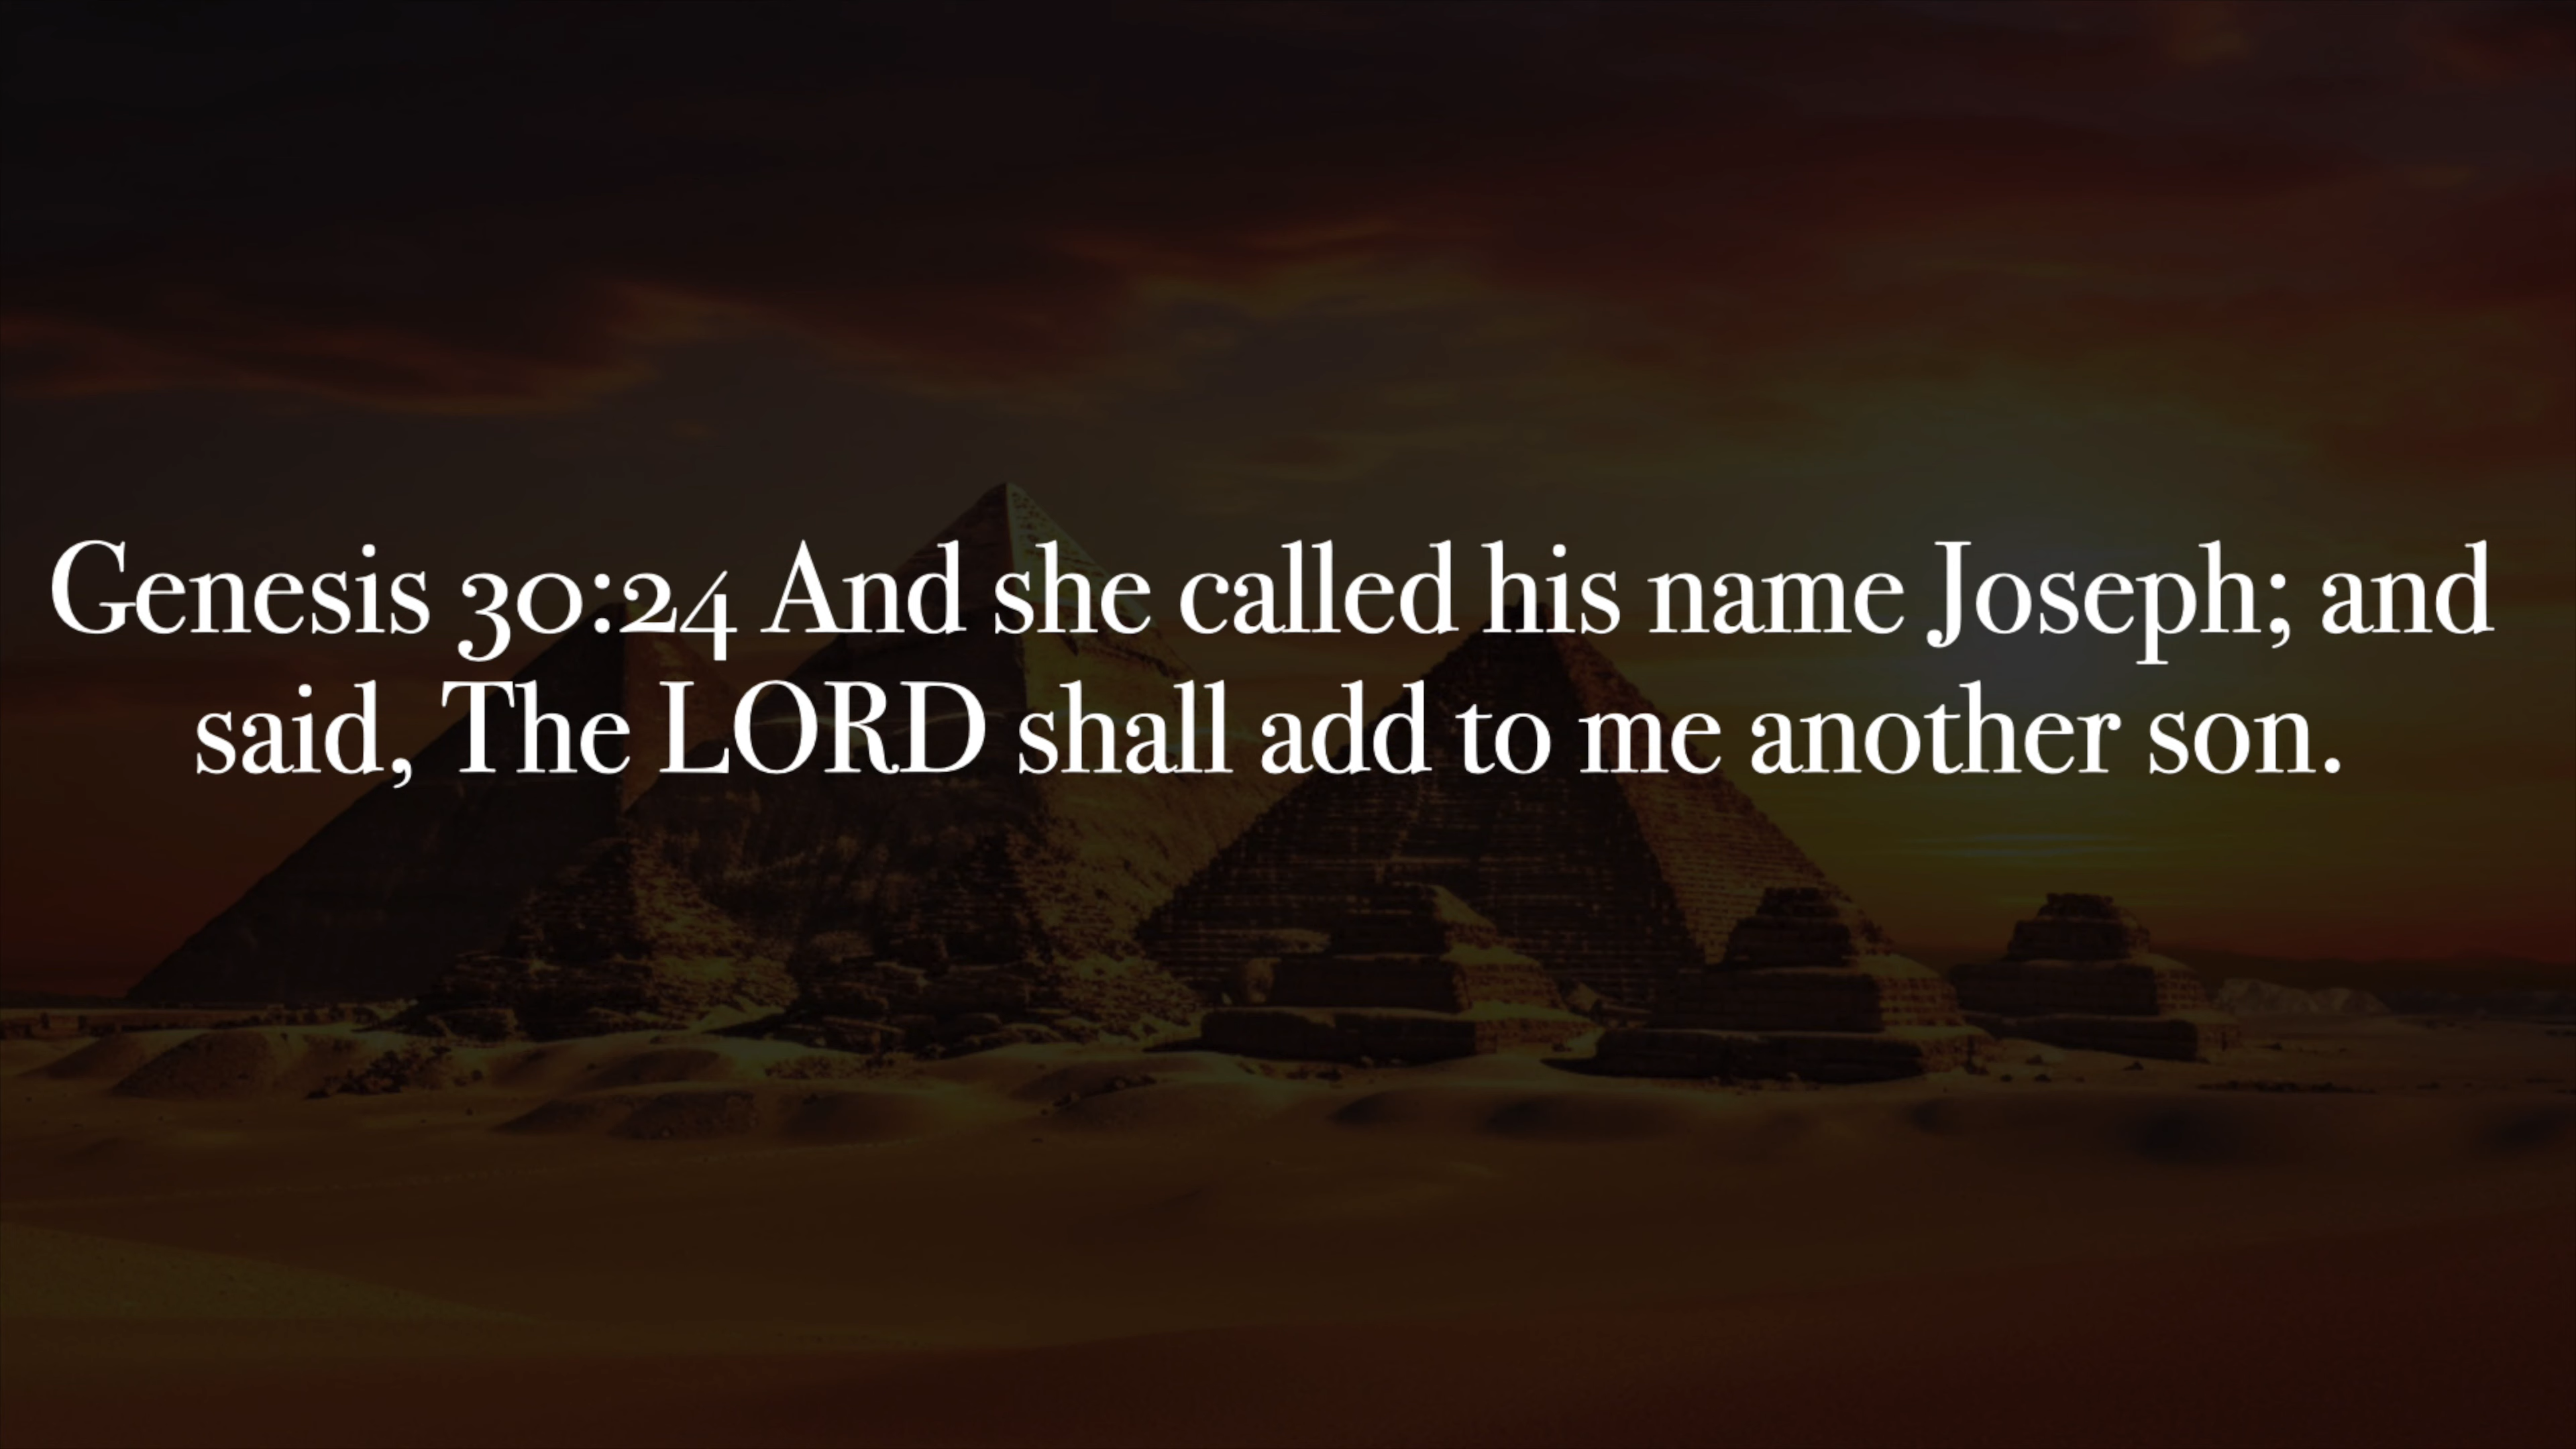 Genesis 30:24 And she called his name Joseph; and
said, The LORD shall add to me another son.